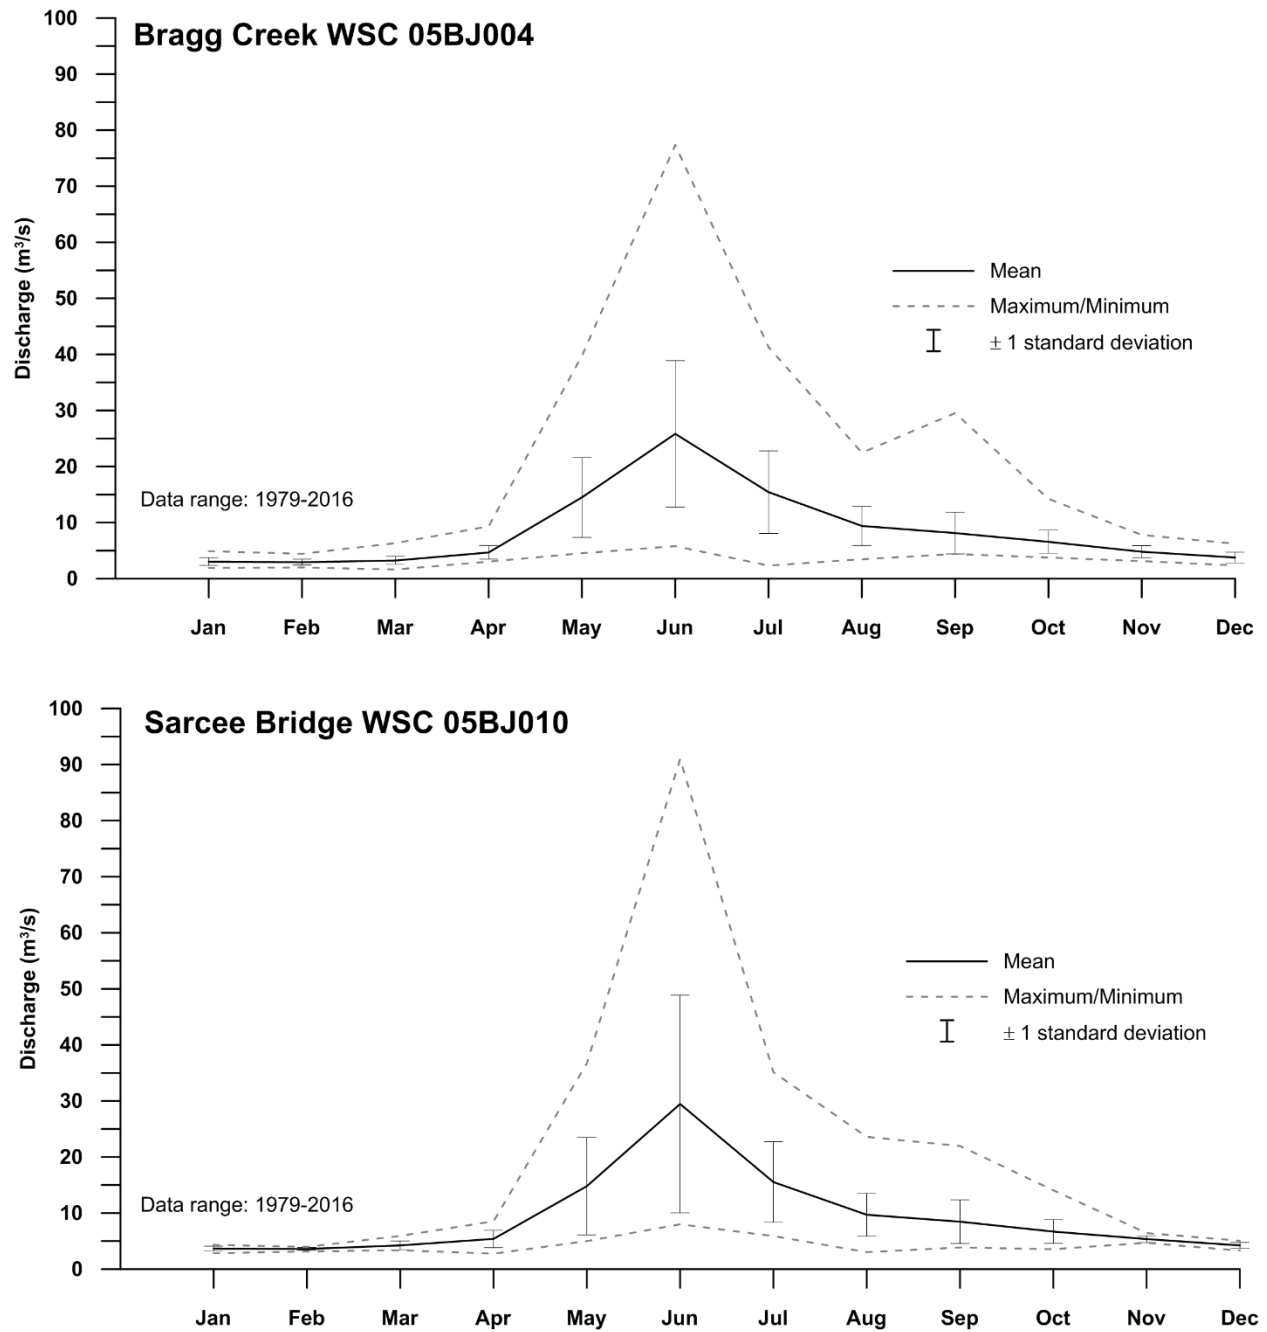 Bragg Creek WSC 05BJ004
100
90
80
70
60
50
40
30
20
10
0
Discharge (m³/s)
Mean
Maximum/Minimum
± 1 standard deviation
Data range: 1979-2016
Jan Feb Mar Apr May Jun Jul Aug Sep Oct Nov Dec
Sarcee Bridge WSC 05BJ010
100
90
80
70
60
50
40
30
20
10
0
Discharge (m³/s)
Mean
Maximum/Minimum
± 1 standard deviation
Data range: 1979-2016
Jan Feb Mar Apr May Jun Jul Aug Sep Oct Nov Dec